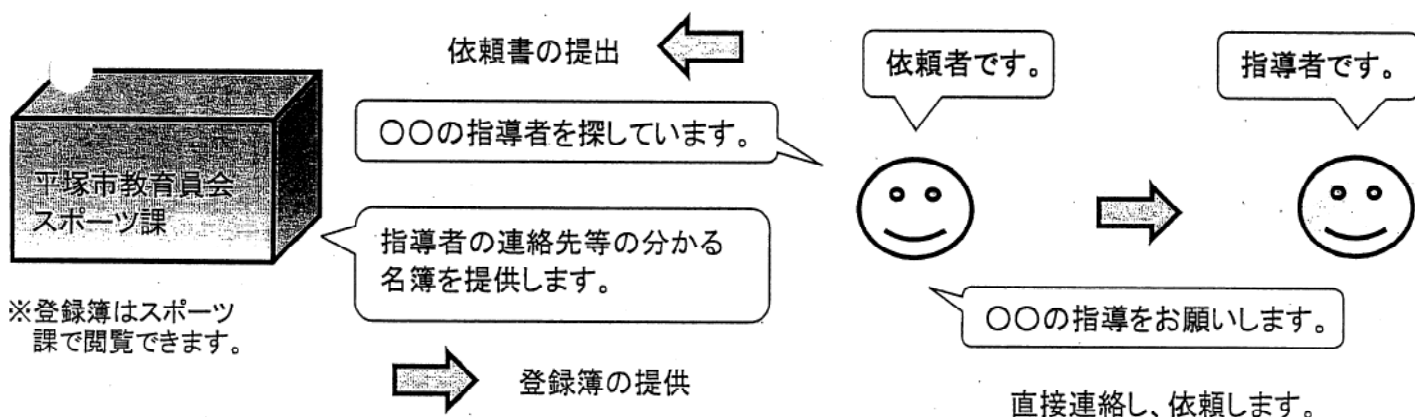 依頼書の提出
依頼者です。
指導者です。
〇〇の指導者を探しています。
平塚市教育員会
スポーツ課
指導者の連絡先等の分かる
名簿を提供します。
※登録簿はスポーツ
課で閲覧できます。
〇〇の指導をお願いします。
登録簿の提供
直接連絡し、依頼します。